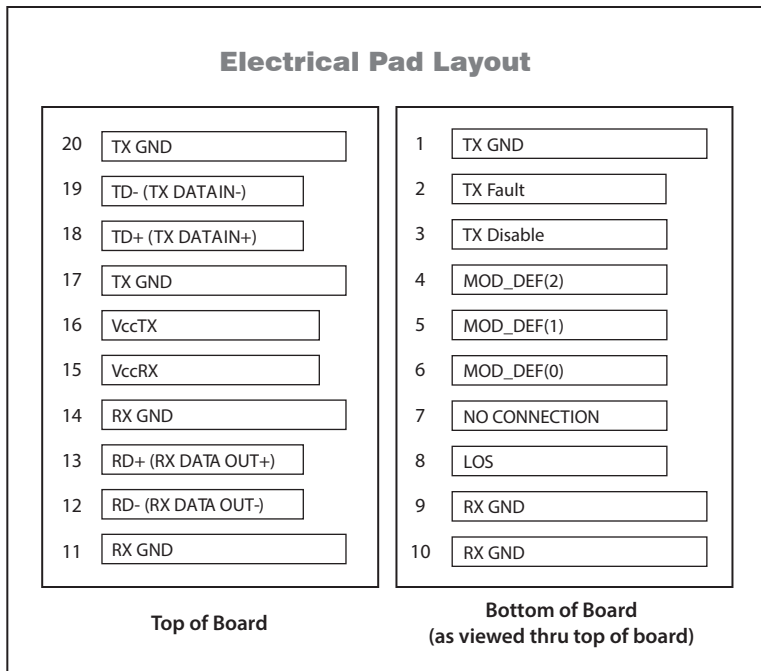 Electrical Pad Layout
20 TX GND
19 TD- (TX DATAIN-)
18 TD+ (TX DATAIN+)
17 TX GND
16 VccTX
15 VccRX
14 RX GND
13 RD+ (RX DATA OUT+)
12 RD- (RX DATA OUT-)
11 RX GND
Top of Board
1 TX GND
2 TX Fault
3 TX Disable
4 MOD_DEF(2)
5 MOD_DEF(1)
6 MOD_DEF(0)
7 NO CONNECTION
8 LOS
9 RX GND
10 RX GND
Bottom of Board
(as viewed thru top of board)